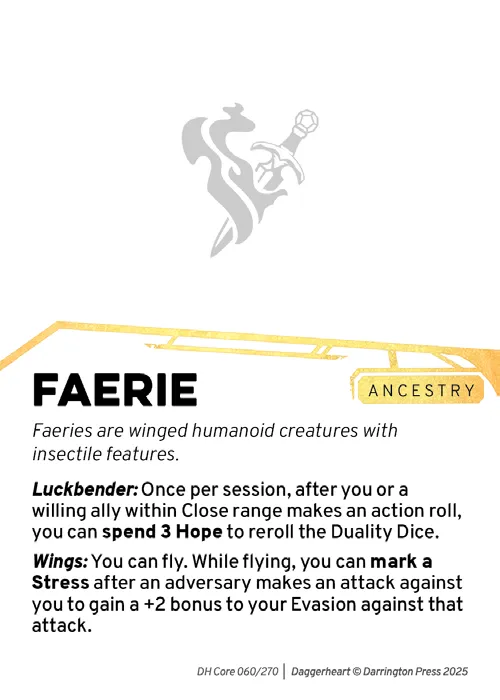 FAERIE
ANCESTRY
Faeries are winged humanoid creatures with
insectile features.
Luckbender: Once per session, after you or a
willing ally within Close range makes an action roll,
you can spend 3 Hope to reroll the Duality Dice.
Wings: You can fly. While flying, you can mark a
Stress after an adversary makes an attack against
you to gain a +2 bonus to your Evasion against that
attack.
DH Core 060/270 | Daggerheart © Darrington Press 2025